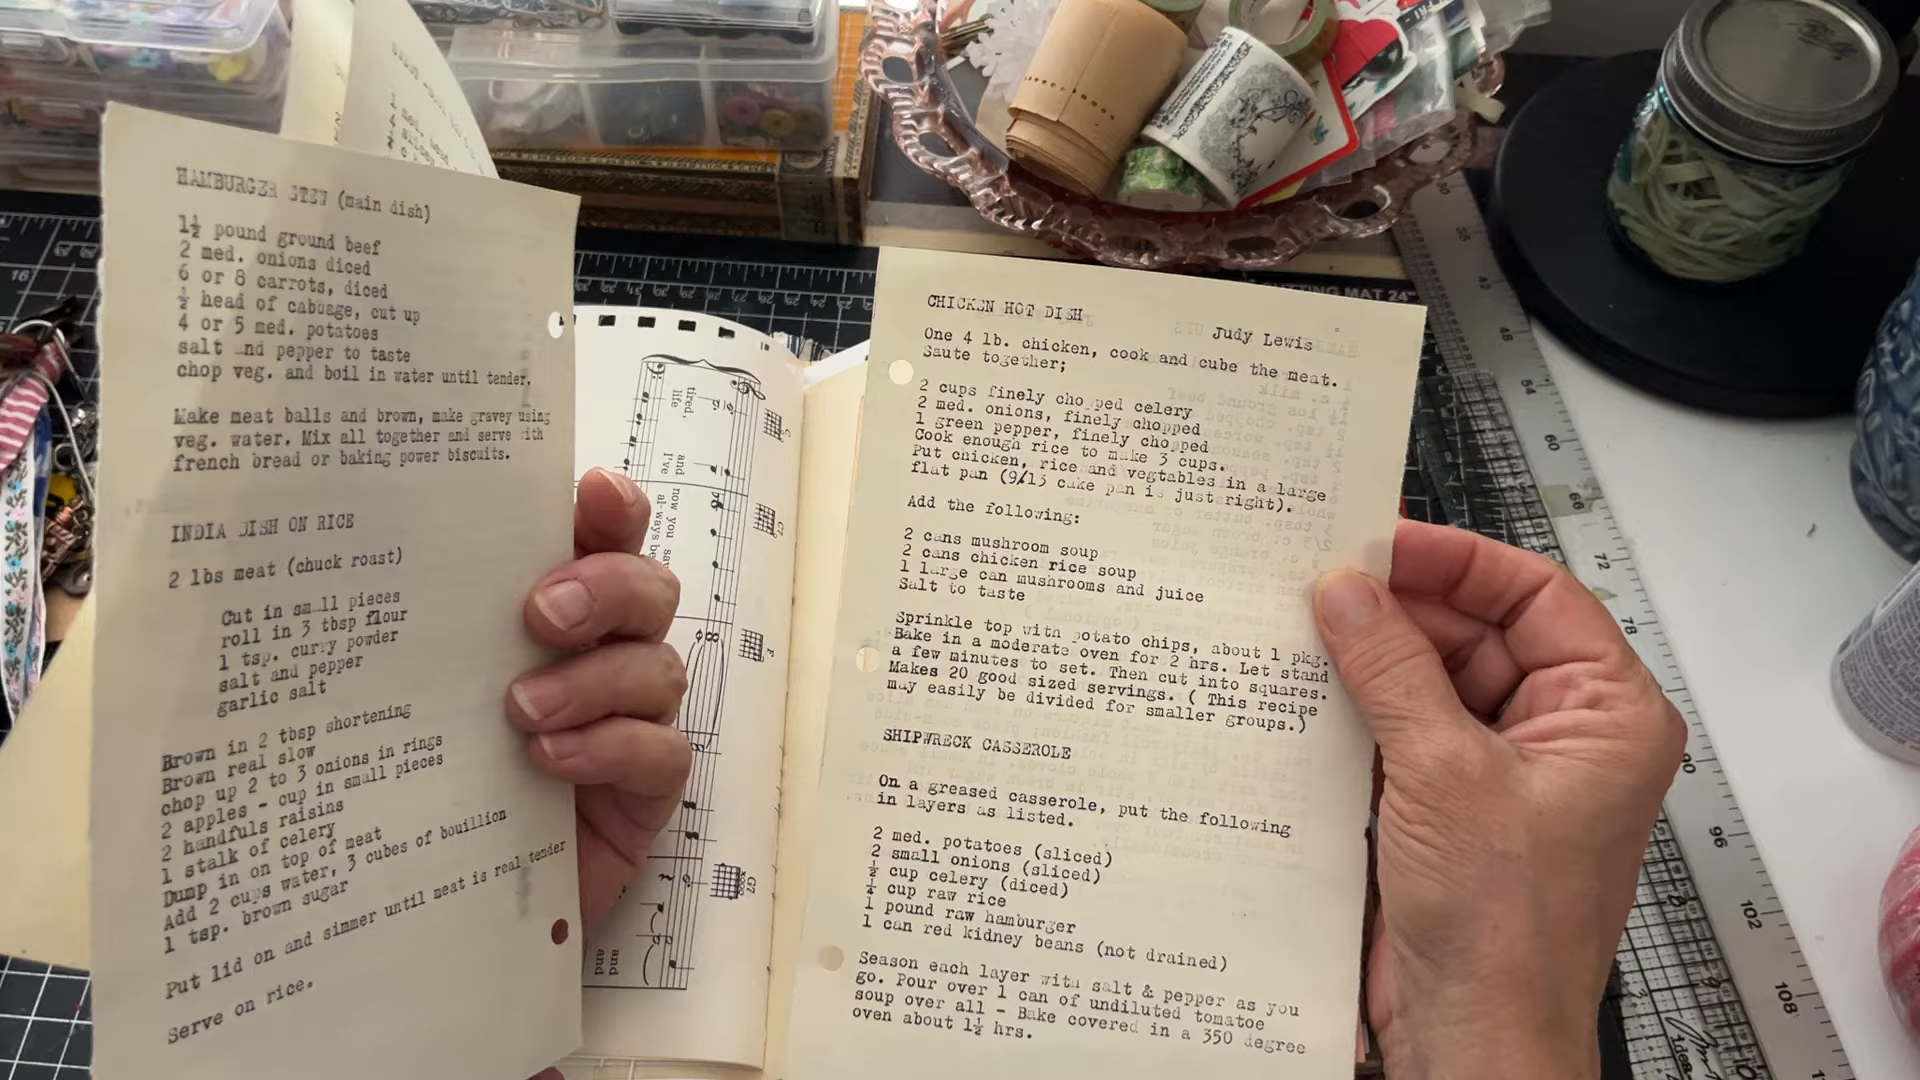 HAMBURGER STEW (main dish)
1½ pound ground beef
2 med. onions diced
6 or 8 carrots, diced
½ head of cabbage, cut up
4 or 5 med. potatoes
salt and pepper to taste
chop veg. and boil in water until tender.
Make meat balls and brown, make gravey using
veg. water. Mix all together and serve with
french bread or baking power biscuits.
INDIA DISH ON RICE
2 lbs meat (chuck roast)
Cut in small pieces
roll in 3 tbsp flour
1 tsp. curry powder
salt and pepper
garlic salt
Brown in 2 tbsp shortening
Brown real slow
chop up 2 to 3 onions in rings
2 apples - cup in small pieces
2 handfuls raisins
1 stalk of celery
Dump in on top of meat
Add 2 cups water, 3 cubes of bouillion
1 tsp. brown sugar
Put lid on and simmer until meat is real tender
Serve on rice.
CHICKEN HOT DISH
Judy Lewis
One 4 lb. chicken, cook and cube the meat.
Saute together;
2 cups finely chopped celery
2 med. onions, finely chopped
1 green pepper, finely chopped
Cook enough rice to make 3 cups.
Put chicken, rice and vegtables in a large
flat pan (9/13 cake pan is just right).
Add the following:
2 cans mushroom soup
2 cans chicken rice soup
1 large can mushrooms and juice
Salt to taste
Sprinkle top with potato chips, about 1 pkg.
Bake in a moderate oven for 2 hrs. Let stand
a few minutes to set. Then cut into squares.
Makes 20 good sized servings. ( This recipe
may easily be divided for smaller groups.)
SHIPWRECK CASSEROLE
On a greased casserole, put the following
in layers as listed.
2 med. potatoes (sliced)
2 small onions (sliced)
½ cup celery (diced)
¼ cup raw rice
1 pound raw hamburger
1 can red kidney beans (not drained)
Season each layer with salt & pepper as you
go. Pour over 1 can of undiluted tomatoe
soup over all - Bake covered in a 350 degree
oven about 1½ hrs.
tired,
life
and
I've
now you
al-ways
G7
and
and
CUTTING MAT 24"
60
66
72
78
90
96
102
108